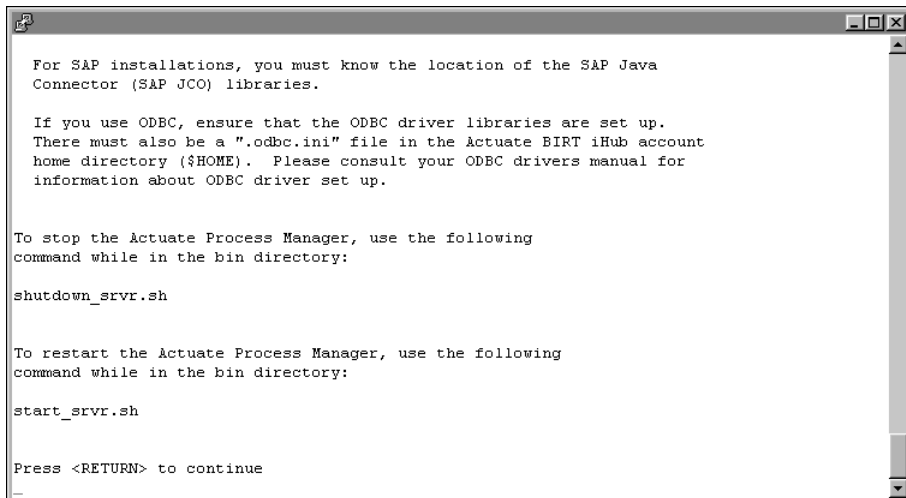 For SAP installations, you must know the location of the SAP Java
Connector (SAP JCO) libraries.
If you use ODBC, ensure that the ODBC driver libraries are set up.
There must also be a ".odbc.ini" file in the Actuate BIRT iHub account
home directory ($HOME).  Please consult your ODBC drivers manual for
information about ODBC driver set up.
To stop the Actuate Process Manager, use the following
command while in the bin directory:
shutdown_srvr.sh
To restart the Actuate Process Manager, use the following
command while in the bin directory:
start_srvr.sh
Press <RETURN> to continue